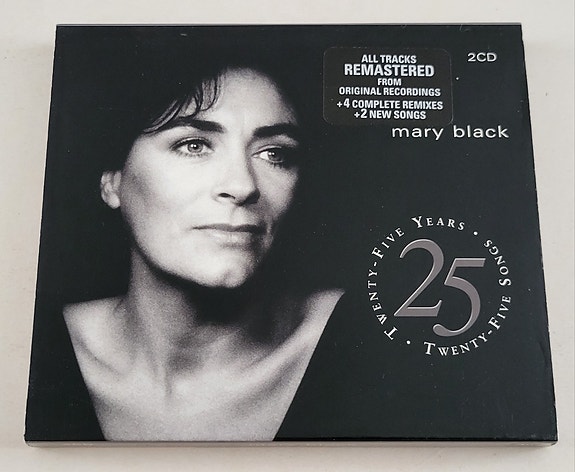 ALL TRACKS
REMASTERED
FROM
ORIGINAL RECORDINGS
+4 COMPLETE REMIXES
+2 NEW SONGS
2CD
mary black
TWENTY-FIVE YEARS • TWENTY-FIVE SONGS •
25